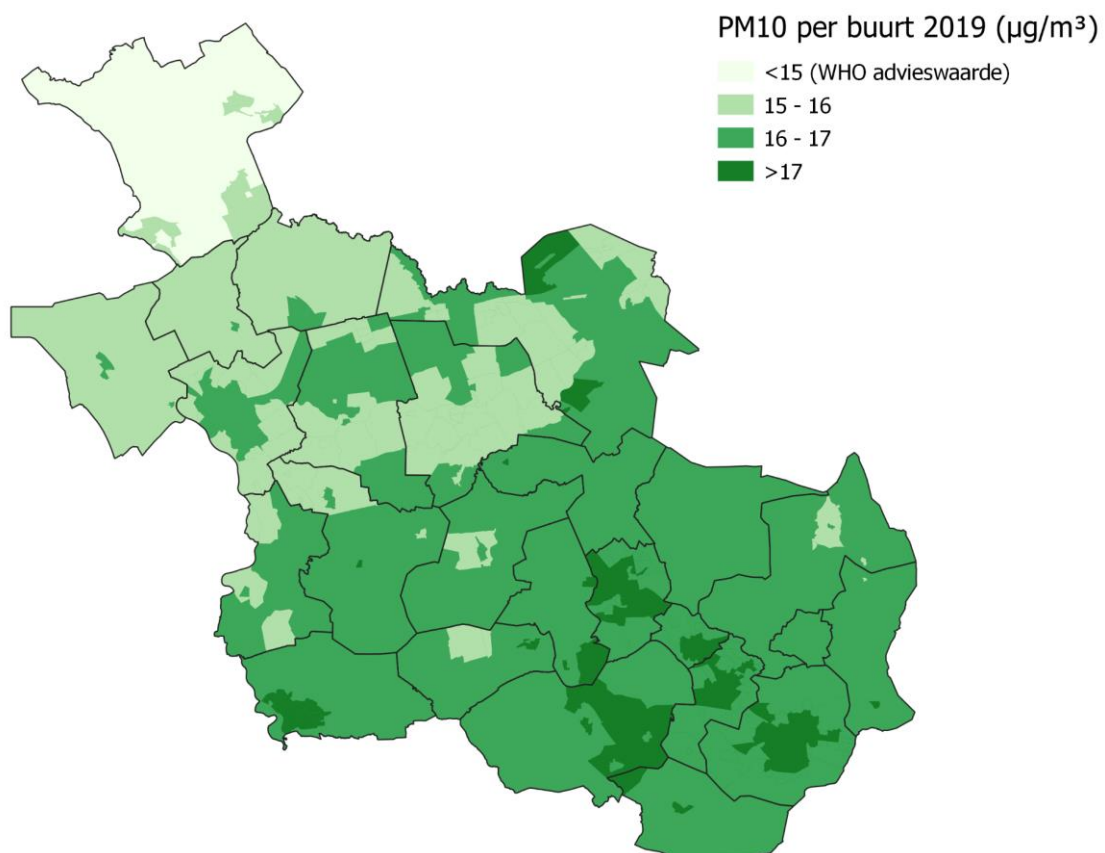 PM10 per buurt 2019 (µg/m³)
<15 (WHO advieswaarde)
15 - 16
16 - 17
>17